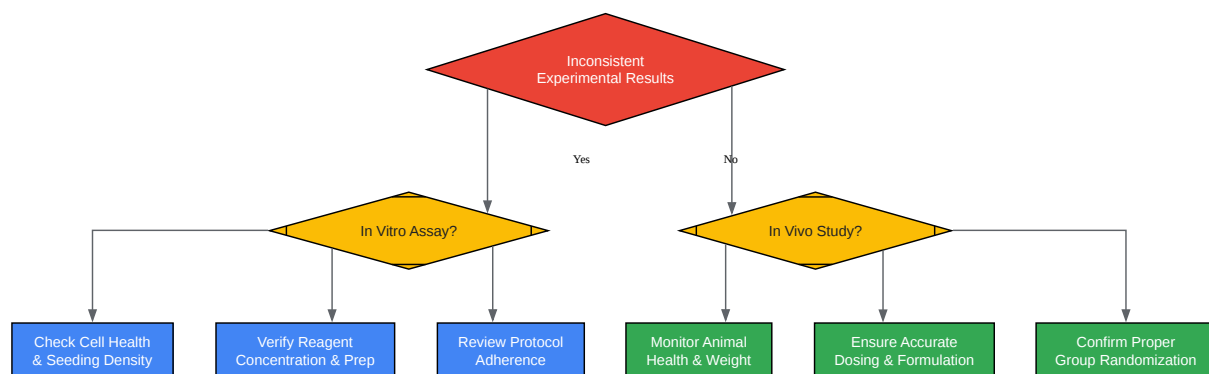 Inconsistent
Experimental Results
Yes
No
In Vitro Assay?
In Vivo Study?
Check Cell Health
& Seeding Density
Verify Reagent
Concentration & Prep
Review Protocol
Adherence
Monitor Animal
Health & Weight
Ensure Accurate
Dosing & Formulation
Confirm Proper
Group Randomization